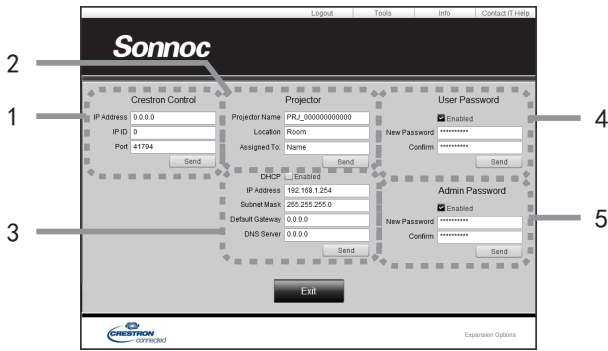 Logout Tools Info Contact IT Help
Sonnoc
2
1
Crestron Control
IP Address 0.0.0.0
IP ID 0
Port 41794
Send
Projector
Projector Name PRJ_000000000000
Location Room
Assigned To: Name
Send
User Password
Enabled
New Password **********
Confirm **********
Send
4
3
DHCP Enabled
IP Address 192.168.1.254
Subnet Mask 255.255.255.0
Default Gateway 0.0.0.0
DNS Server 0.0.0.0
Send
Admin Password
Enabled
New Password **********
Confirm **********
Send
5
Exit
CRESTRON
connected
Expansion Options